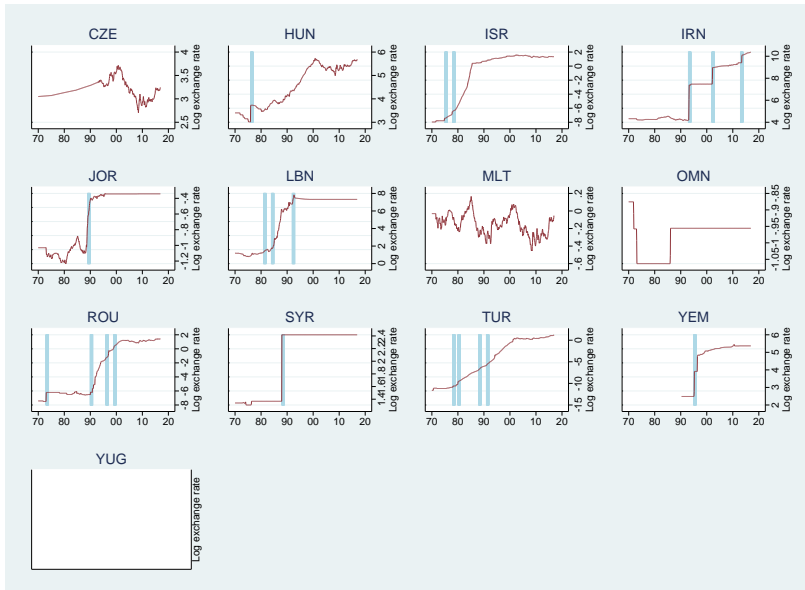 CZE HUN ISR IRN
2.5 3 3.5 4 Log exchange rate 3 4 5 6 Log exchange rate -8 -6 -4 -2 0 2 Log exchange rate 4 6 8 10 Log exchange rate
70 80 90 00 10 20 70 80 90 00 10 20 70 80 90 00 10 20 70 80 90 00 10 20
JOR LBN MLT OMN
-1.2 -1 -.8 -.6 -.4 Log exchange rate 0 2 4 6 8 Log exchange rate -.6 -.4 -.2 0 .2 Log exchange rate -1.05 -1 -.95 -.9 -.85 Log exchange rate
70 80 90 00 10 20 70 80 90 00 10 20 70 80 90 00 10 20 70 80 90 00 10 20
ROU SYR TUR YEM
-8 -6 -4 -2 0 2 Log exchange rate 1.4 1.6 1.8 2 2.2 2.4 Log exchange rate -15 -10 -5 0 Log exchange rate 2 3 4 5 6 Log exchange rate
70 80 90 00 10 20 70 80 90 00 10 20 70 80 90 00 10 20 70 80 90 00 10 20
YUG
Log exchange rate